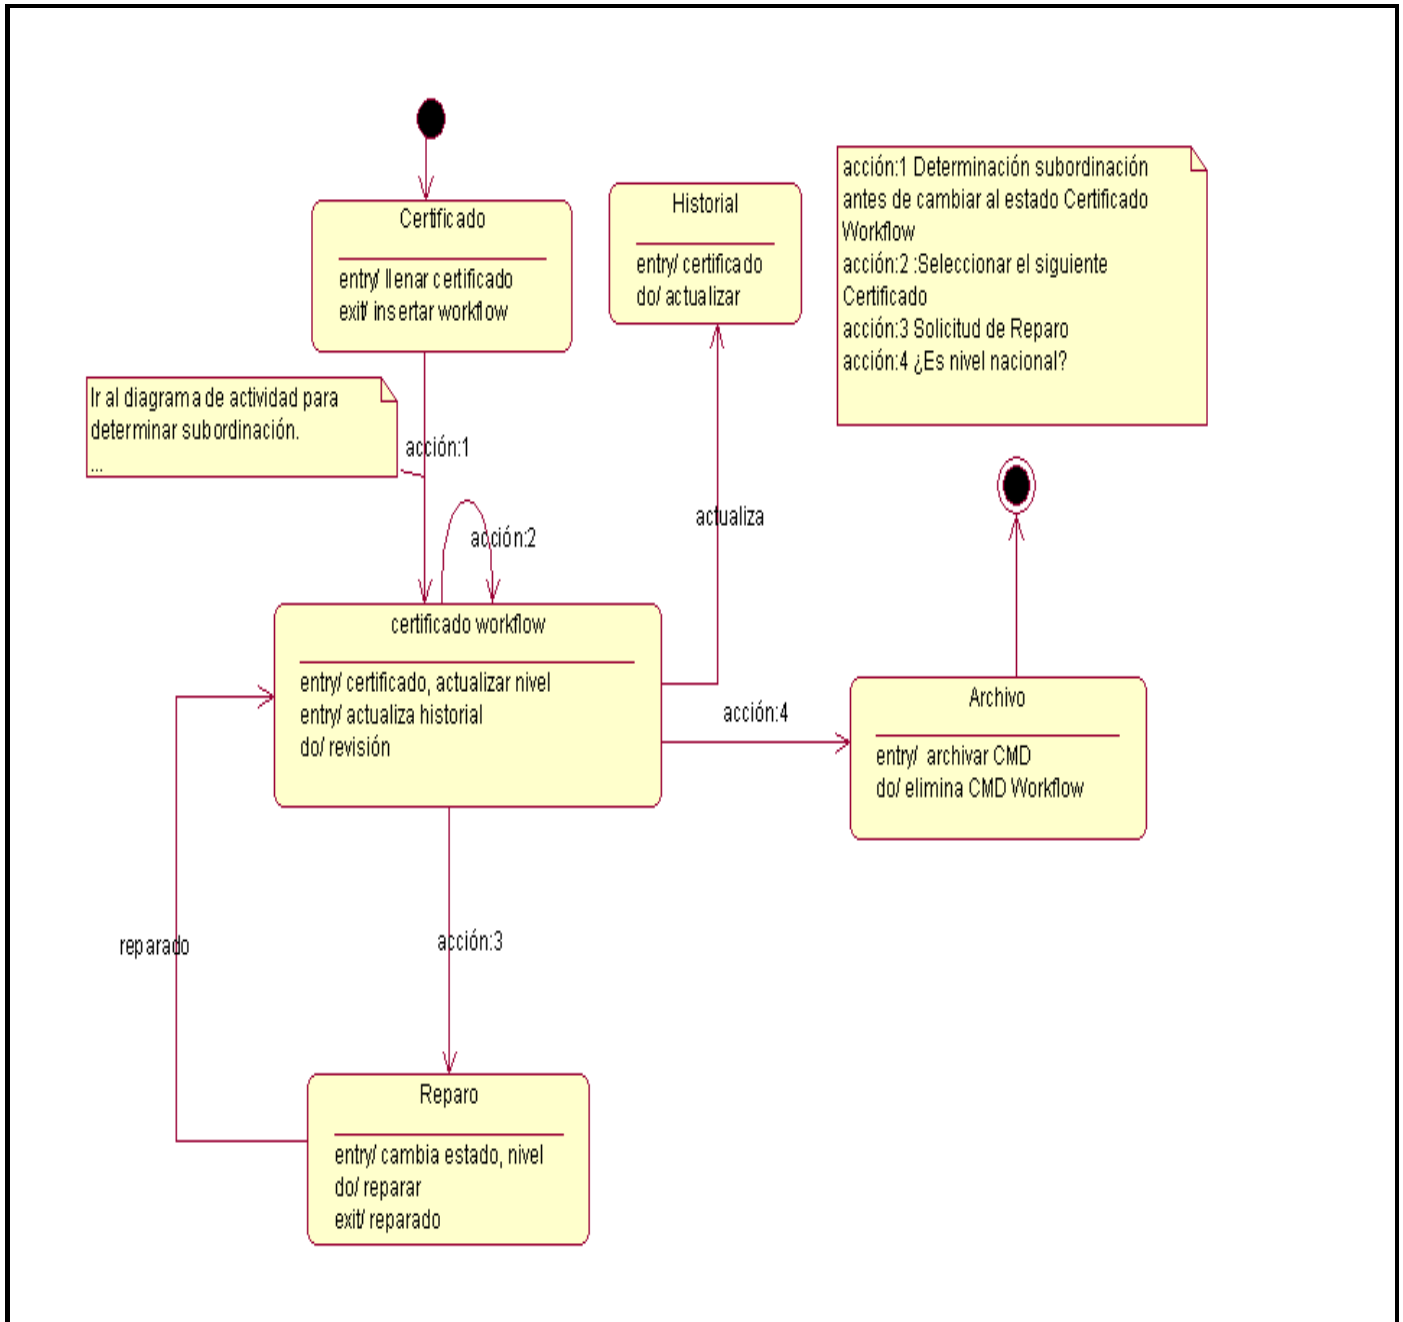 Certificado
entry/ llenar certificado
exit/ insertar workflow
Historial
entry/ certificado
do/ actualizar
acción:1 Determinación subordinación
antes de cambiar al estado Certificado
Workflow
acción:2 :Seleccionar el siguiente
Certificado
acción:3 Solicitud de Reparo
acción:4 ¿Es nivel nacional?
Ir al diagrama de actividad para
determinar subordinación.
...
acción:1
acción:2
actualiza
certificado workflow
entry/ certificado, actualizar nivel
entry/ actualiza historial
do/ revisión
acción:4
Archivo
entry/ archivar CMD
do/ elimina CMD Workflow
reparado
acción:3
Reparo
entry/ cambia estado, nivel
do/ reparar
exit/ reparado